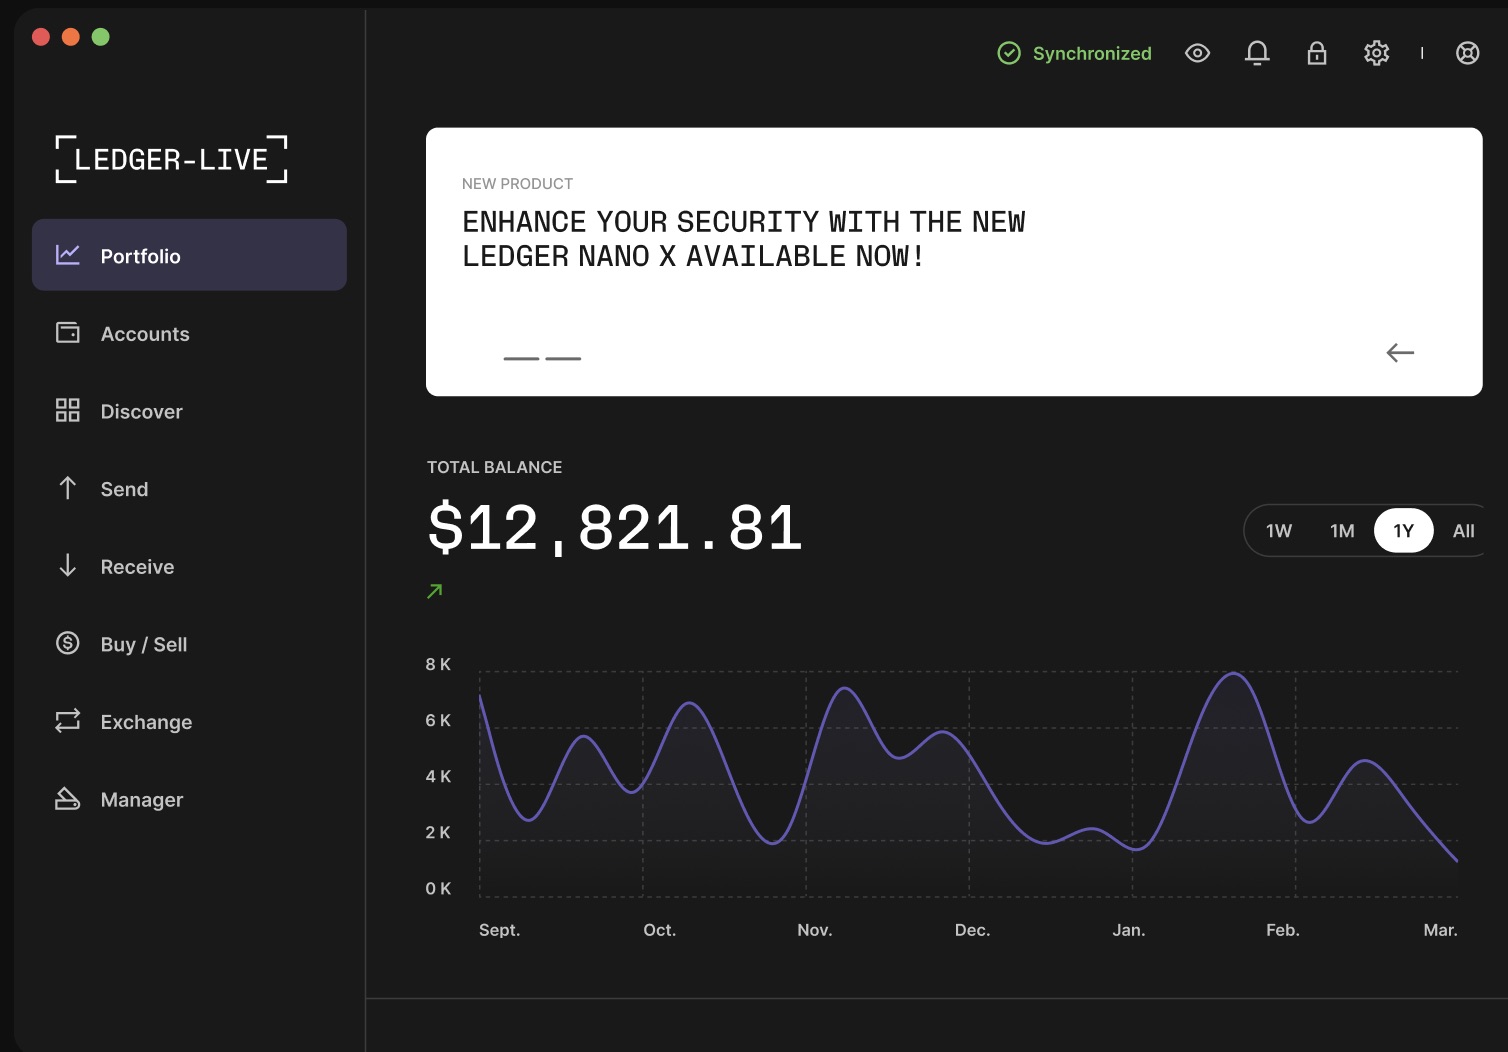 Synchronized
LEDGER-LIVE
Portfolio
Accounts
Discover
Send
Receive
Buy / Sell
Exchange
Manager
NEW PRODUCT
ENHANCE YOUR SECURITY WITH THE NEW
LEDGER NANO X AVAILABLE NOW!
TOTAL BALANCE
$12,821.81
1W 1M 1Y All
8 K
6 K
4 K
2 K
0 K
Sept. Oct. Nov. Dec. Jan. Feb. Mar.